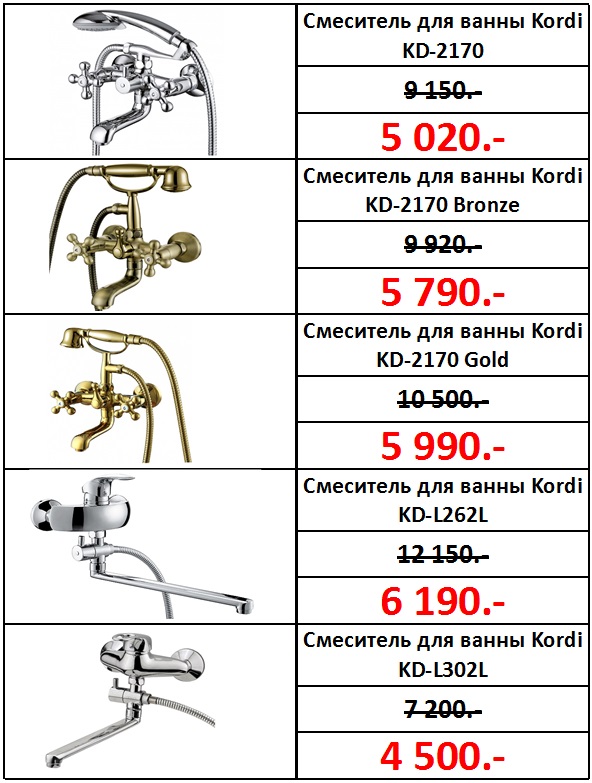 Смеситель для ванны Kordi
KD-2170
9 150.-
5 020.-
Смеситель для ванны Kordi
KD-2170 Bronze
9 920.-
5 790.-
Смеситель для ванны Kordi
KD-2170 Gold
10 500.-
5 990.-
Смеситель для ванны Kordi
KD-L262L
12 150.-
6 190.-
Смеситель для ванны Kordi
KD-L302L
7 200.-
4 500.-